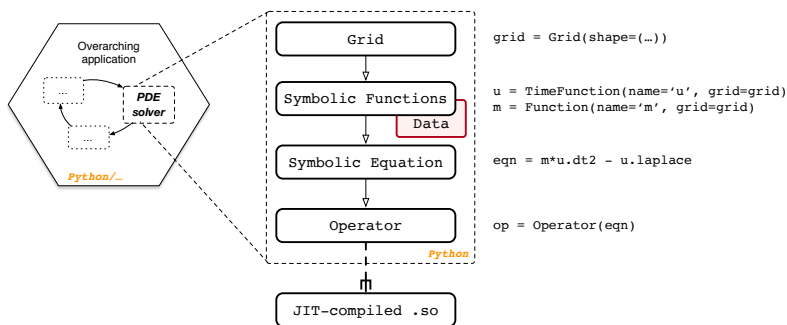 Overarching
application
...
PDE
solver
...
Python/…
Grid
grid = Grid(shape=(…))
Symbolic Functions
Data
u = TimeFunction(name=‘u’, grid=grid)
m = Function(name=‘m’, grid=grid)
Symbolic Equation
eqn = m*u.dt2 - u.laplace
Operator
op = Operator(eqn)
Python
JIT-compiled .so